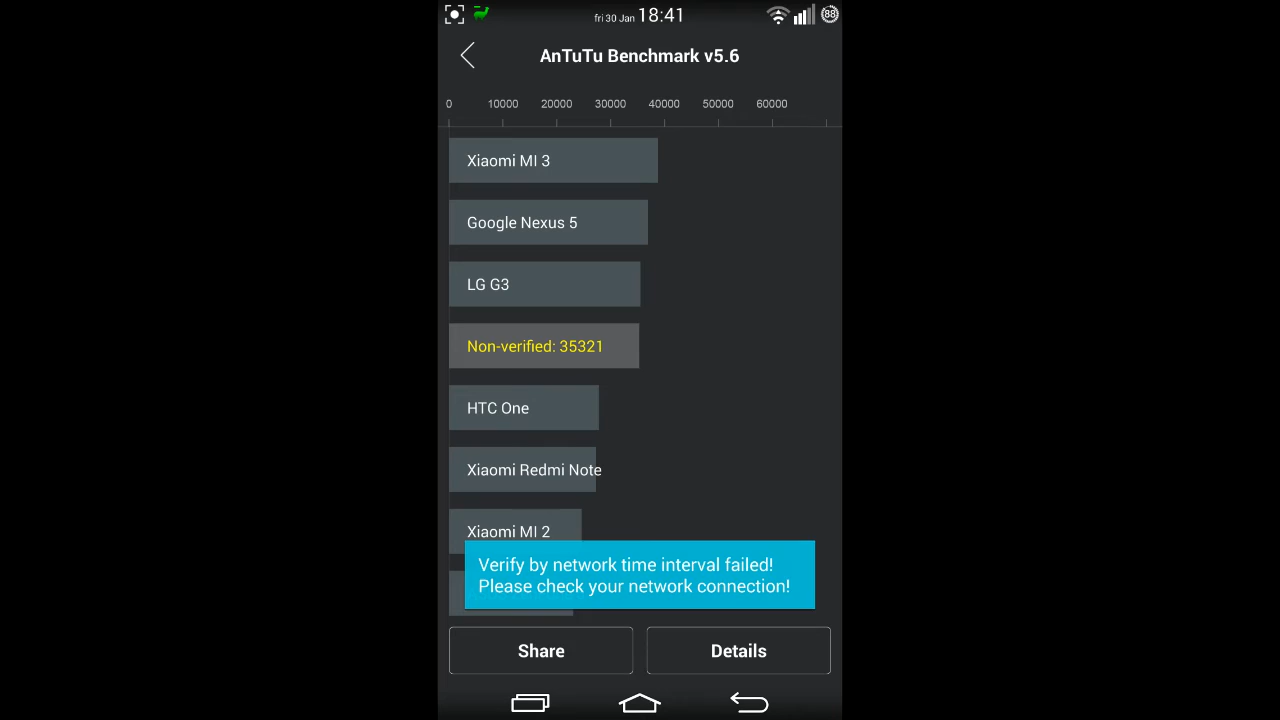 fri 30 Jan 18:41 88
AnTuTu Benchmark v5.6
0 10000 20000 30000 40000 50000 60000
Xiaomi MI 3
Google Nexus 5
LG G3
Non-verified: 35321
HTC One
Xiaomi Redmi Note
Xiaomi MI 2
Verify by network time interval failed!
Please check your network connection!
Share Details